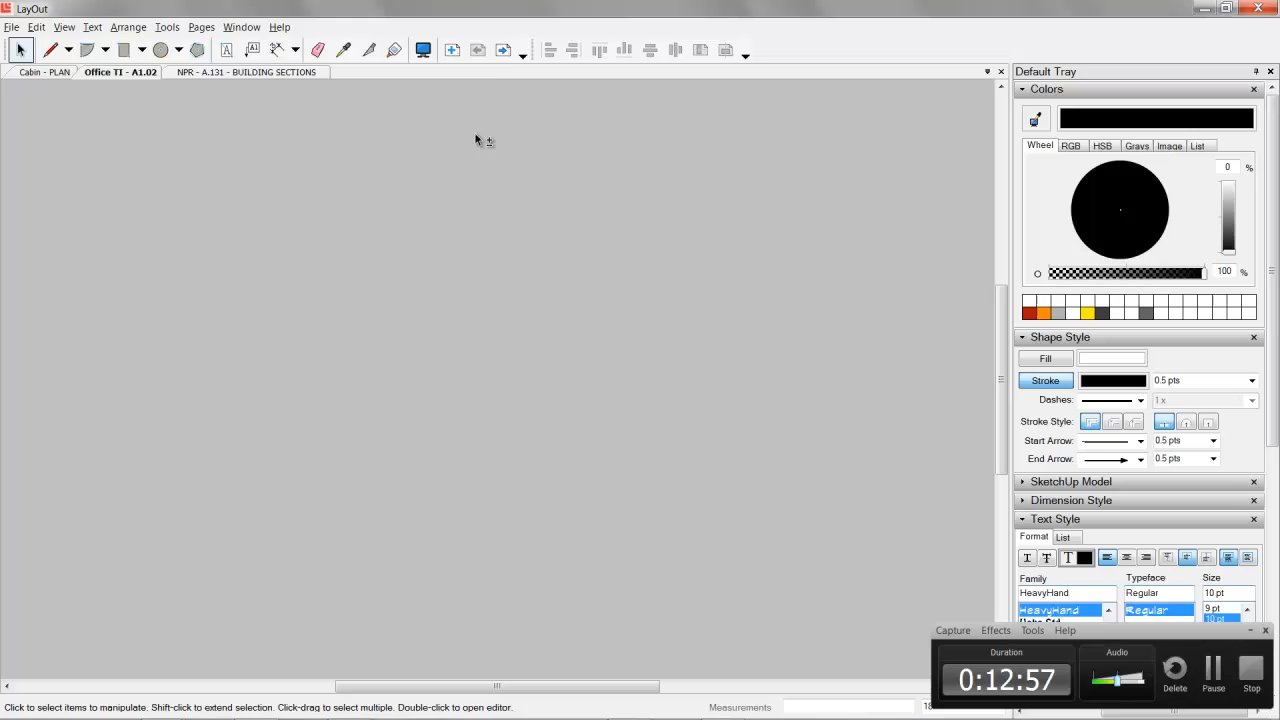 LayOut
File Edit View Text Arrange Tools Pages Window Help
Cabin - PLAN Office TI - A1.02 NPR - A.131 - BUILDING SECTIONS
Default Tray
Colors
Wheel RGB HSB Grays Image List
0 %
100 %
Shape Style
Fill
Stroke 0.5 pts
Dashes: 1 x
Stroke Style:
Start Arrow: 0.5 pts
End Arrow: 0.5 pts
SketchUp Model
Dimension Style
Text Style
Format List
Family Typeface Size
HeavyHand Regular 10 pt
HeavyHand Regular 9 pt
10 pt
Capture Effects Tools Help
Duration Audio
0:12:57
Delete Pause Stop
Click to select items to manipulate. Shift-click to extend selection. Click and drag to select multiple. Double-click to open editor. Measurements